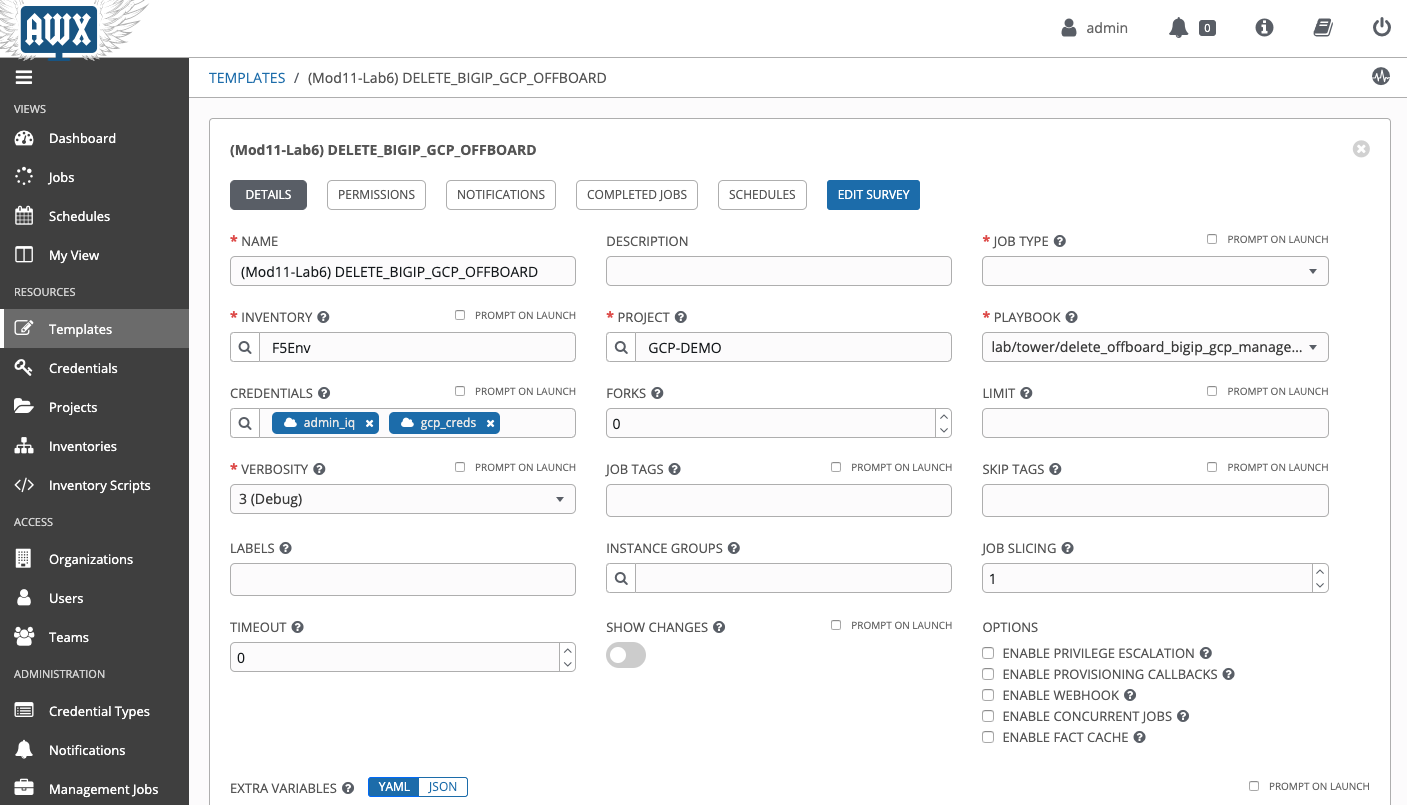 AWX
admin
0
TEMPLATES / (Mod11-Lab6) DELETE_BIGIP_GCP_OFFBOARD
VIEWS
Dashboard
Jobs
Schedules
My View
RESOURCES
Templates
Credentials
Projects
Inventories
Inventory Scripts
ACCESS
Organizations
Users
Teams
ADMINISTRATION
Credential Types
Notifications
Management Jobs
(Mod11-Lab6) DELETE_BIGIP_GCP_OFFBOARD
DETAILS PERMISSIONS NOTIFICATIONS COMPLETED JOBS SCHEDULES EDIT SURVEY
* NAME
(Mod11-Lab6) DELETE_BIGIP_GCP_OFFBOARD
DESCRIPTION
* JOB TYPE PROMPT ON LAUNCH
* INVENTORY PROMPT ON LAUNCH
F5Env
* PROJECT
GCP-DEMO
* PLAYBOOK
lab/tower/delete_offboard_bigip_gcp_manage...
CREDENTIALS PROMPT ON LAUNCH
admin_iq × gcp_creds ×
FORKS
0
LIMIT PROMPT ON LAUNCH
* VERBOSITY PROMPT ON LAUNCH
3 (Debug)
JOB TAGS PROMPT ON LAUNCH
SKIP TAGS PROMPT ON LAUNCH
LABELS
INSTANCE GROUPS
JOB SLICING
1
TIMEOUT
0
SHOW CHANGES PROMPT ON LAUNCH
OPTIONS
ENABLE PRIVILEGE ESCALATION
ENABLE PROVISIONING CALLBACKS
ENABLE WEBHOOK
ENABLE CONCURRENT JOBS
ENABLE FACT CACHE
EXTRA VARIABLES YAML JSON PROMPT ON LAUNCH